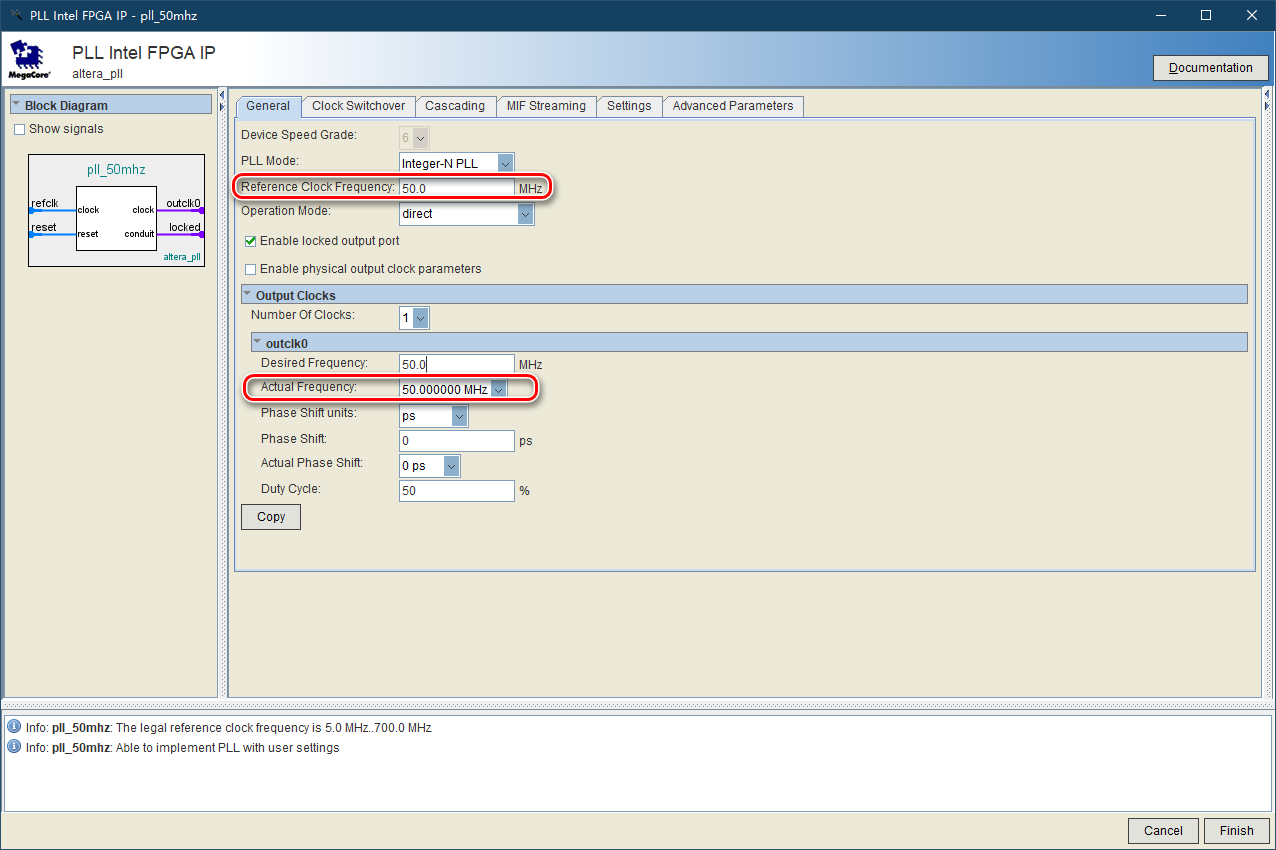 PLL Intel FPGA IP - pll_50mhz
MegaCore®
PLL Intel FPGA IP
altera_pll
Documentation
Block Diagram
Show signals
pll_50mhz
refclk
outclk0
clock
clock
reset
locked
reset
conduit
altera_pll
General
Clock Switchover
Cascading
MIF Streaming
Settings
Advanced Parameters
Device Speed Grade:
6
PLL Mode:
Integer-N PLL
Reference Clock Frequency:
50.0
MHz
Operation Mode:
direct
Enable locked output port
Enable physical output clock parameters
Output Clocks
Number Of Clocks:
1
outclk0
Desired Frequency:
50.0
MHz
Actual Frequency:
50.000000 MHz
Phase Shift units:
ps
Phase Shift:
0
ps
Actual Phase Shift:
0 ps
Duty Cycle:
50
%
Copy
Info: pll_50mhz: The legal reference clock frequency is 5.0 MHz..700.0 MHz
Info: pll_50mhz: Able to implement PLL with user settings
Cancel
Finish